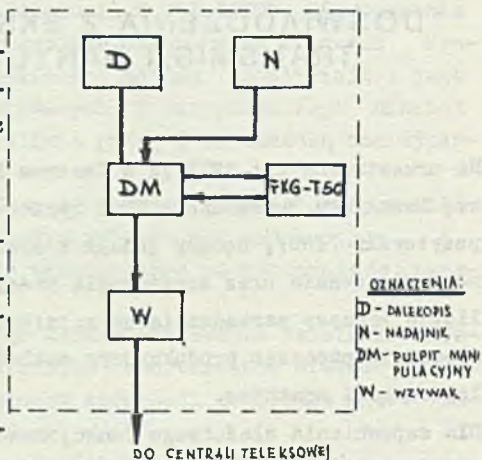 D
N
DM
FKG-T50
W
OZNACZENIA:
D - DALEKOPIS
N - NADAJNIK
DM - PULPIT MANI
PULACYJNY
W - WZYWAK
DO CENTRALI TELEKSOWEJ